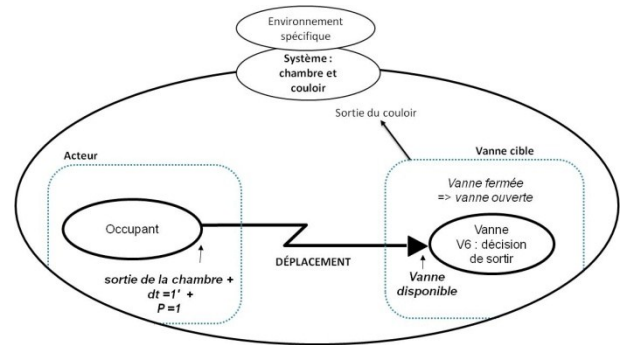 Environnement
spécifique
Système :
chambre et
couloir
Sortie du couloir
Acteur
Vanne cible
Vanne fermée
=> vanne ouverte
Occupant
Vanne
V6 : décision
de sortir
DÉPLACEMENT
sortie de la chambre +
dt =1' +
P =1
Vanne
disponible